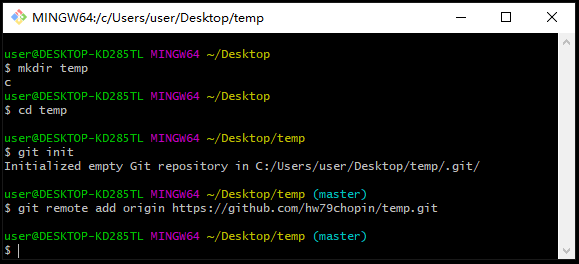 MINGW64:/c/Users/user/Desktop/temp
user@DESKTOP-KD285TL MINGW64 ~/Desktop
$ mkdir temp
c
user@DESKTOP-KD285TL MINGW64 ~/Desktop
$ cd temp
user@DESKTOP-KD285TL MINGW64 ~/Desktop/temp
$ git init
Initialized empty Git repository in C:/Users/user/Desktop/temp/.git/
user@DESKTOP-KD285TL MINGW64 ~/Desktop/temp (master)
$ git remote add origin https://github.com/hw79chopin/temp.git
user@DESKTOP-KD285TL MINGW64 ~/Desktop/temp (master)
$